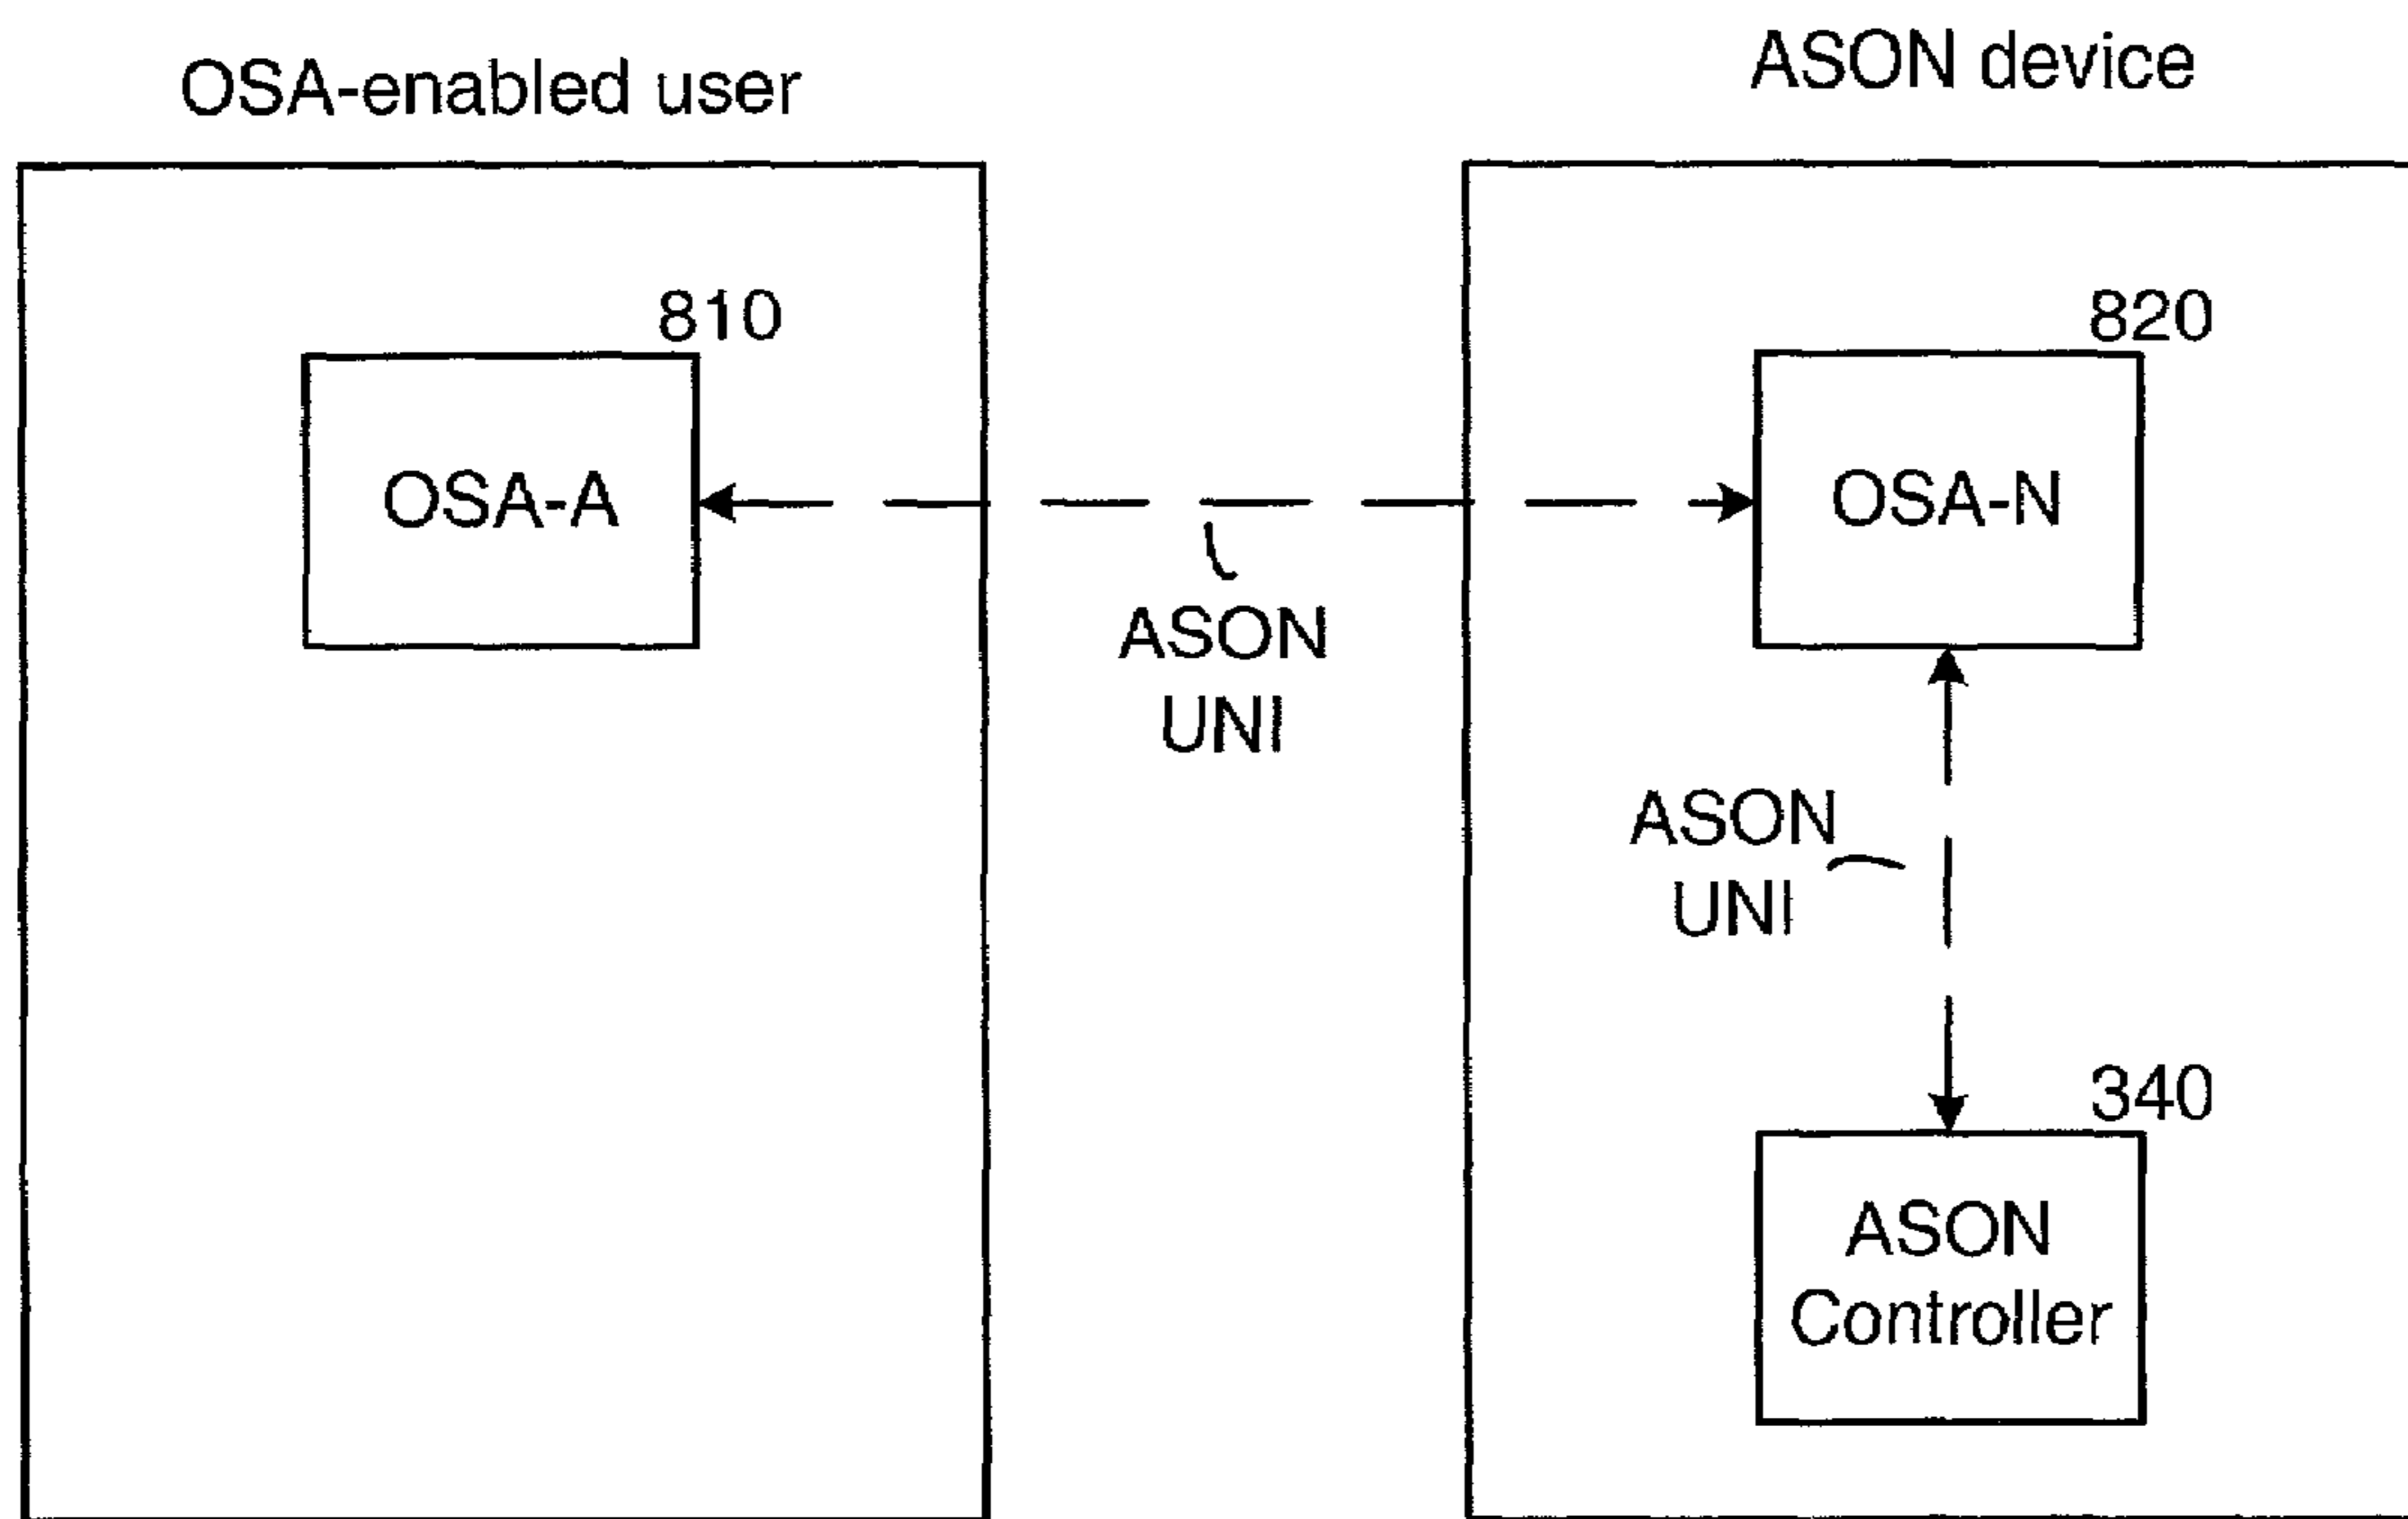 OSA-enabled user
ASON device
810
820
OSA-A
OSA-N
ASON
UNI
ASON
UNI
340
ASON
Controller